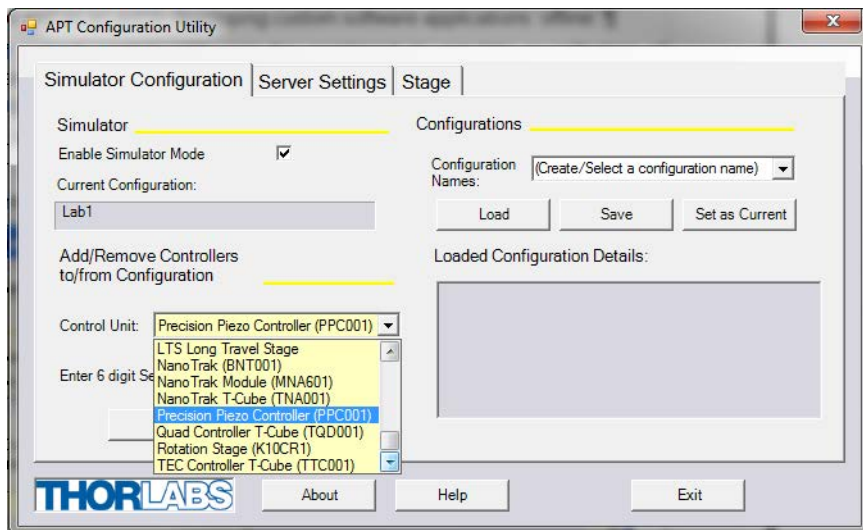 APT Configuration Utility
Simulator Configuration
Server Settings
Stage
Simulator
Enable Simulator Mode
Current Configuration:
Lab1
Add/Remove Controllers
to/from Configuration
Control Unit:
Precision Piezo Controller (PPC001)
LTS Long Travel Stage
NanoTrak (BNT001)
NanoTrak Module (MNA601)
NanoTrak T-Cube (TNA001)
Precision Piezo Controller (PPC001)
Quad Controller T-Cube (TQD001)
Rotation Stage (K10CR1)
TEC Controller T-Cube (TTC001)
Enter 6 digit Se
Configurations
Configuration
Names:
(Create/Select a configuration name)
Load
Save
Set as Current
Loaded Configuration Details:
THORLABS
About
Help
Exit